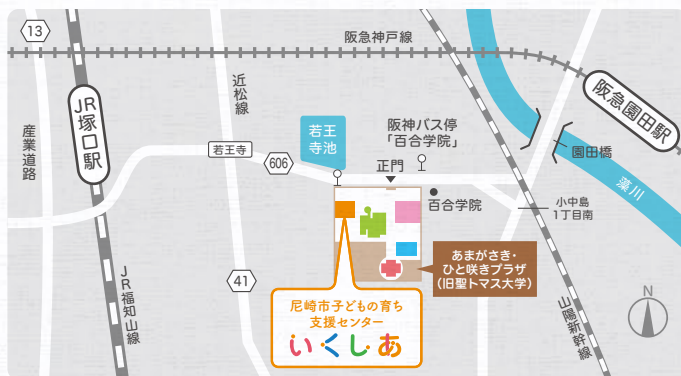 13
阪急神戸線
JR塚口駅
近松線
産業道路
若王寺
606
若王
寺池
阪神バス停
「百合学院」
正門
百合学院
阪急園田駅
園田橋
藻川
小中島
1丁目南
あまがさき・
ひと咲きプラザ
(旧聖トマス大学)
41
JR福知山線
尼崎市子どもの育ち
支援センター
いくしあ
山陽新幹線
N